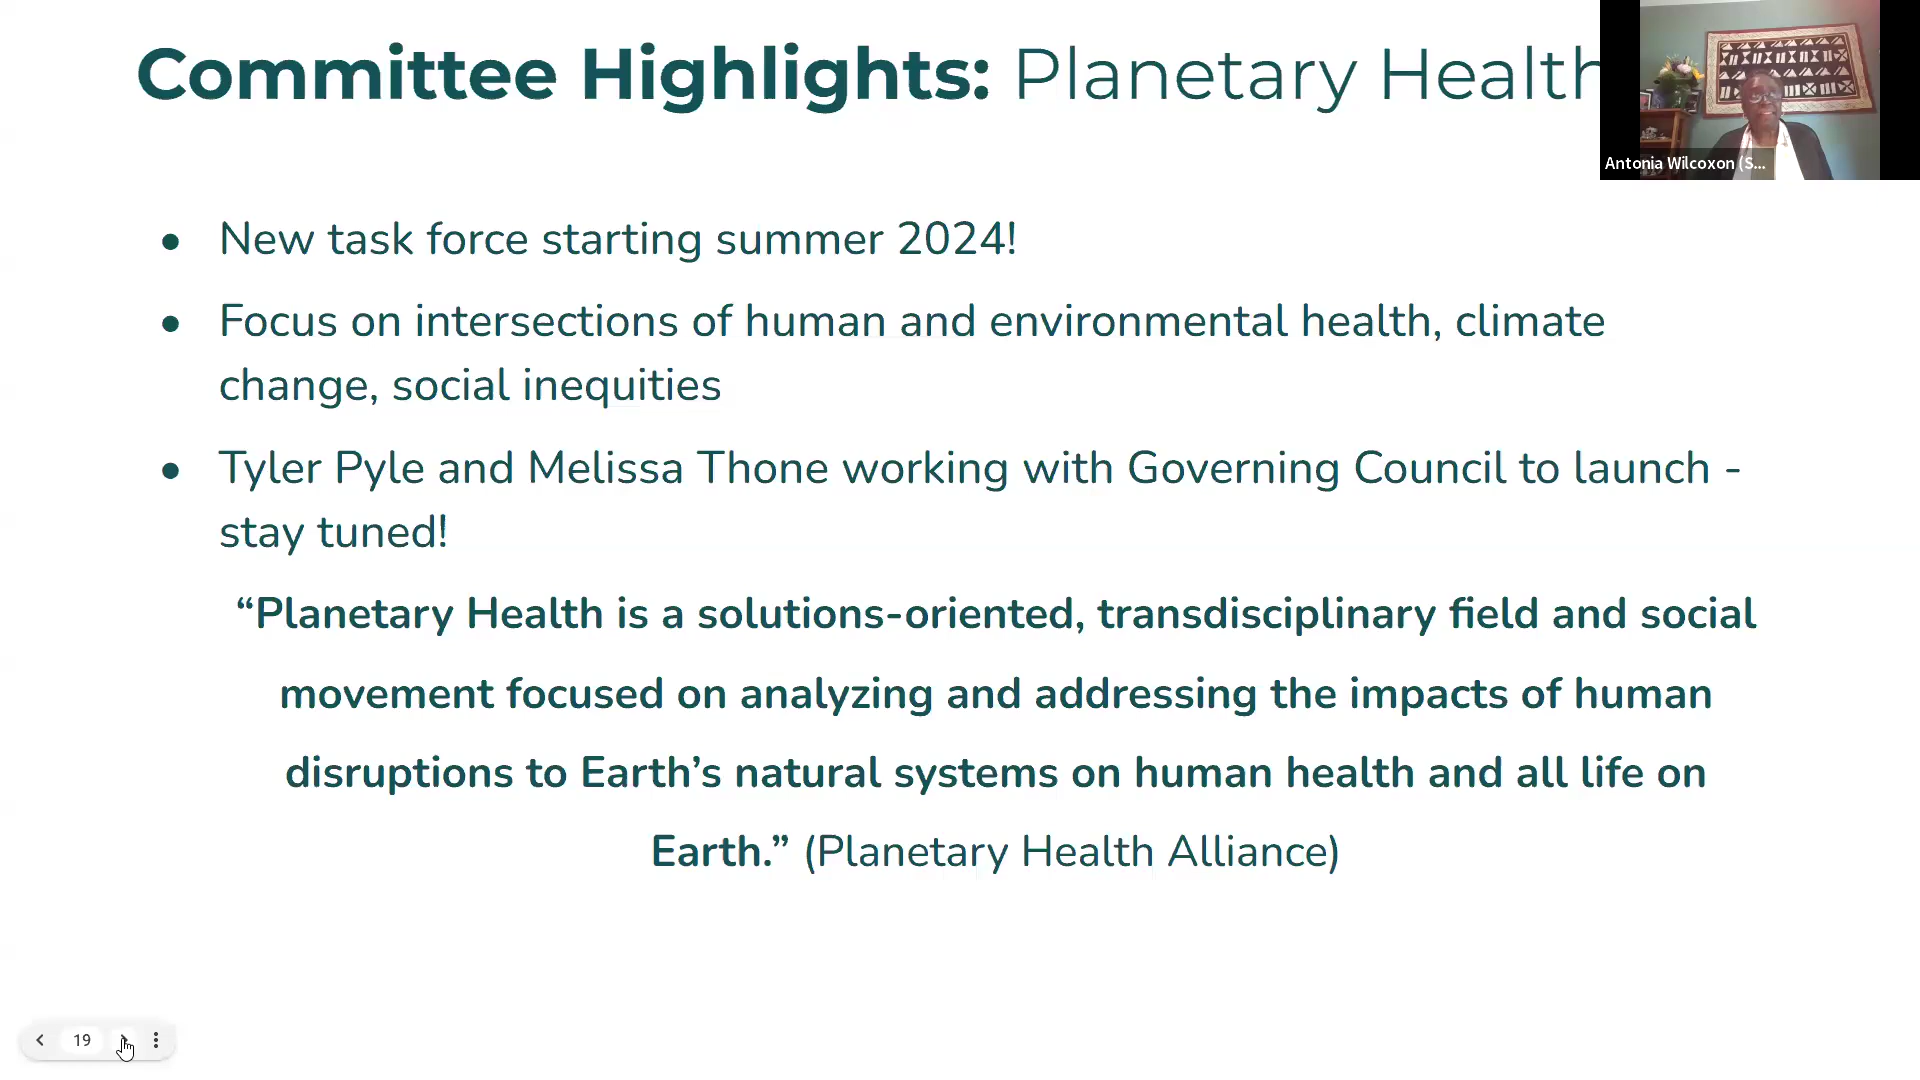 Committee Highlights: Planetary Health
Antonia Wilcoxon (S...
● New task force starting summer 2024!
● Focus on intersections of human and environmental health, climate
change, social inequities
● Tyler Pyle and Melissa Thone working with Governing Council to launch -
stay tuned!
“Planetary Health is a solutions-oriented, transdisciplinary field and social
movement focused on analyzing and addressing the impacts of human
disruptions to Earth’s natural systems on human health and all life on
Earth.” (Planetary Health Alliance)
19